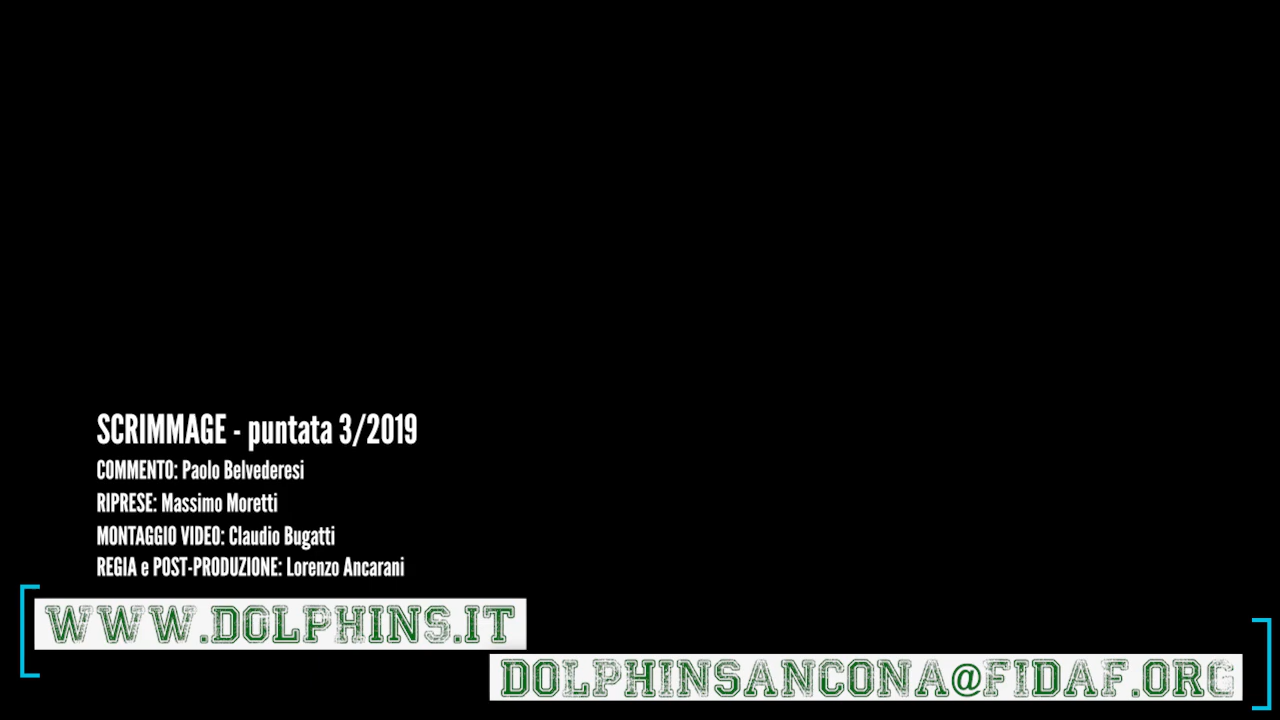 SCRIMMAGE - puntata 3/2019
COMMENTO: Paolo Belvederesi
RIPRESE: Massimo Moretti
MONTAGGIO VIDEO: Claudio Bugatti
REGIA e POST-PRODUZIONE: Lorenzo Ancarani
WWW.DOLPHINS.IT
DOLPHINSANCONA@FIDAF.ORG